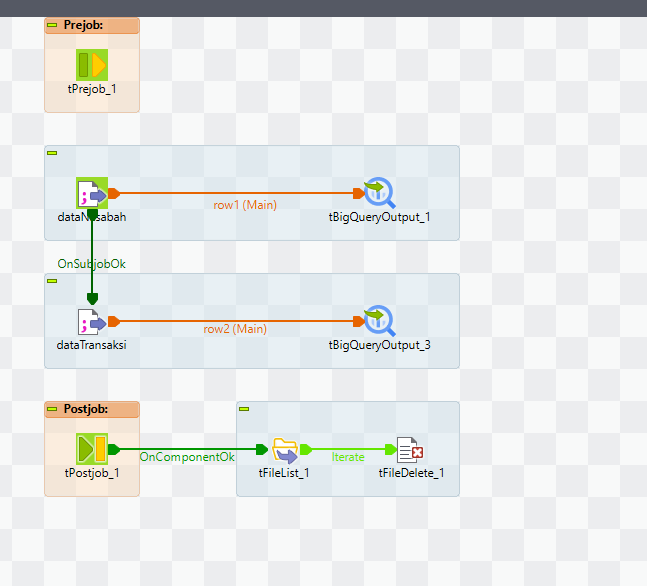 Prejob:
tPrejob_1
row1 (Main)
dataNasabah
tBigQueryOutput_1
OnSubjobOk
row2 (Main)
dataTransaksi
tBigQueryOutput_3
Postjob:
OnComponentOk
Iterate
tPostjob_1
tFileList_1
tFileDelete_1